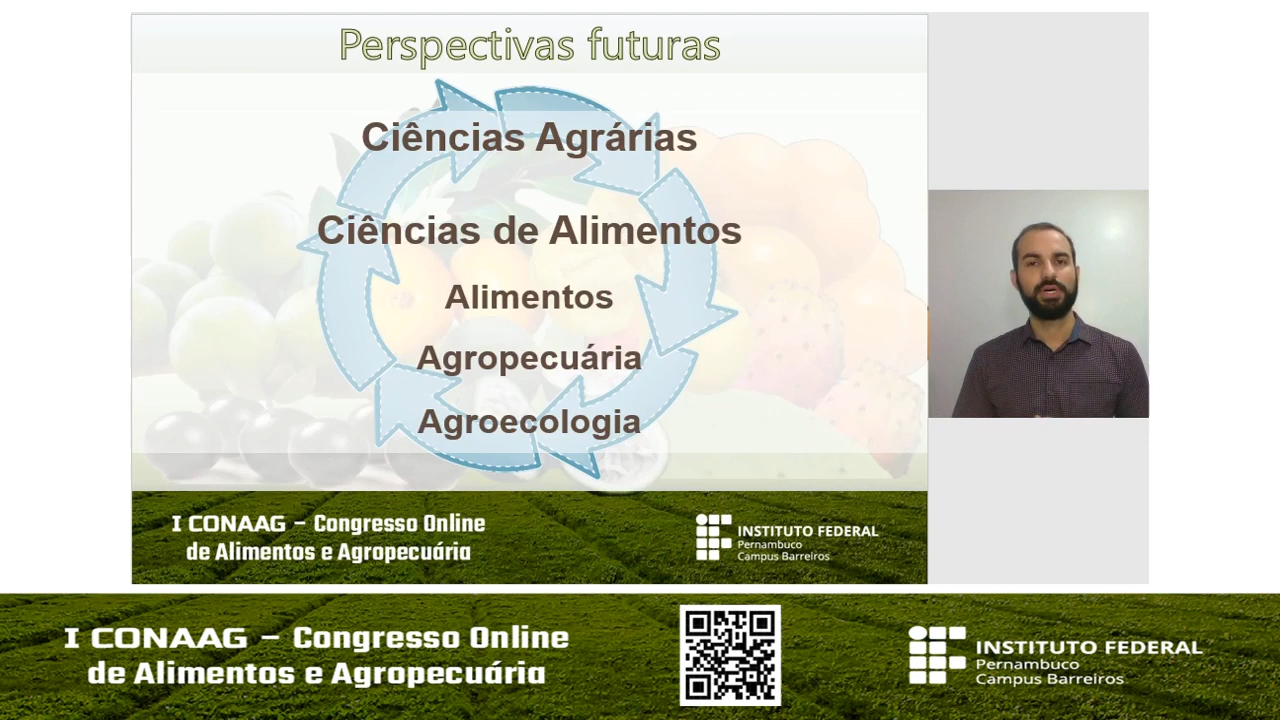 Perspectivas futuras
Ciências Agrárias
Ciências de Alimentos
Alimentos
Agropecuária
Agroecologia
I CONAAG – Congresso Online
de Alimentos e Agropecuária
INSTITUTO FEDERAL
Pernambuco
Campus Barreiros
I CONAAG – Congresso Online
de Alimentos e Agropecuária
INSTITUTO FEDERAL
Pernambuco
Campus Barreiros